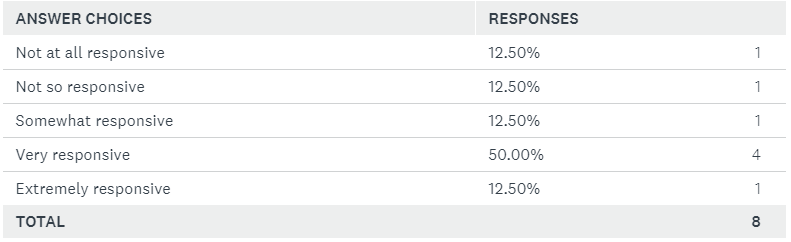 ANSWER CHOICES RESPONSES
Not at all responsive 12.50% 1
Not so responsive 12.50% 1
Somewhat responsive 12.50% 1
Very responsive 50.00% 4
Extremely responsive 12.50% 1
TOTAL 8